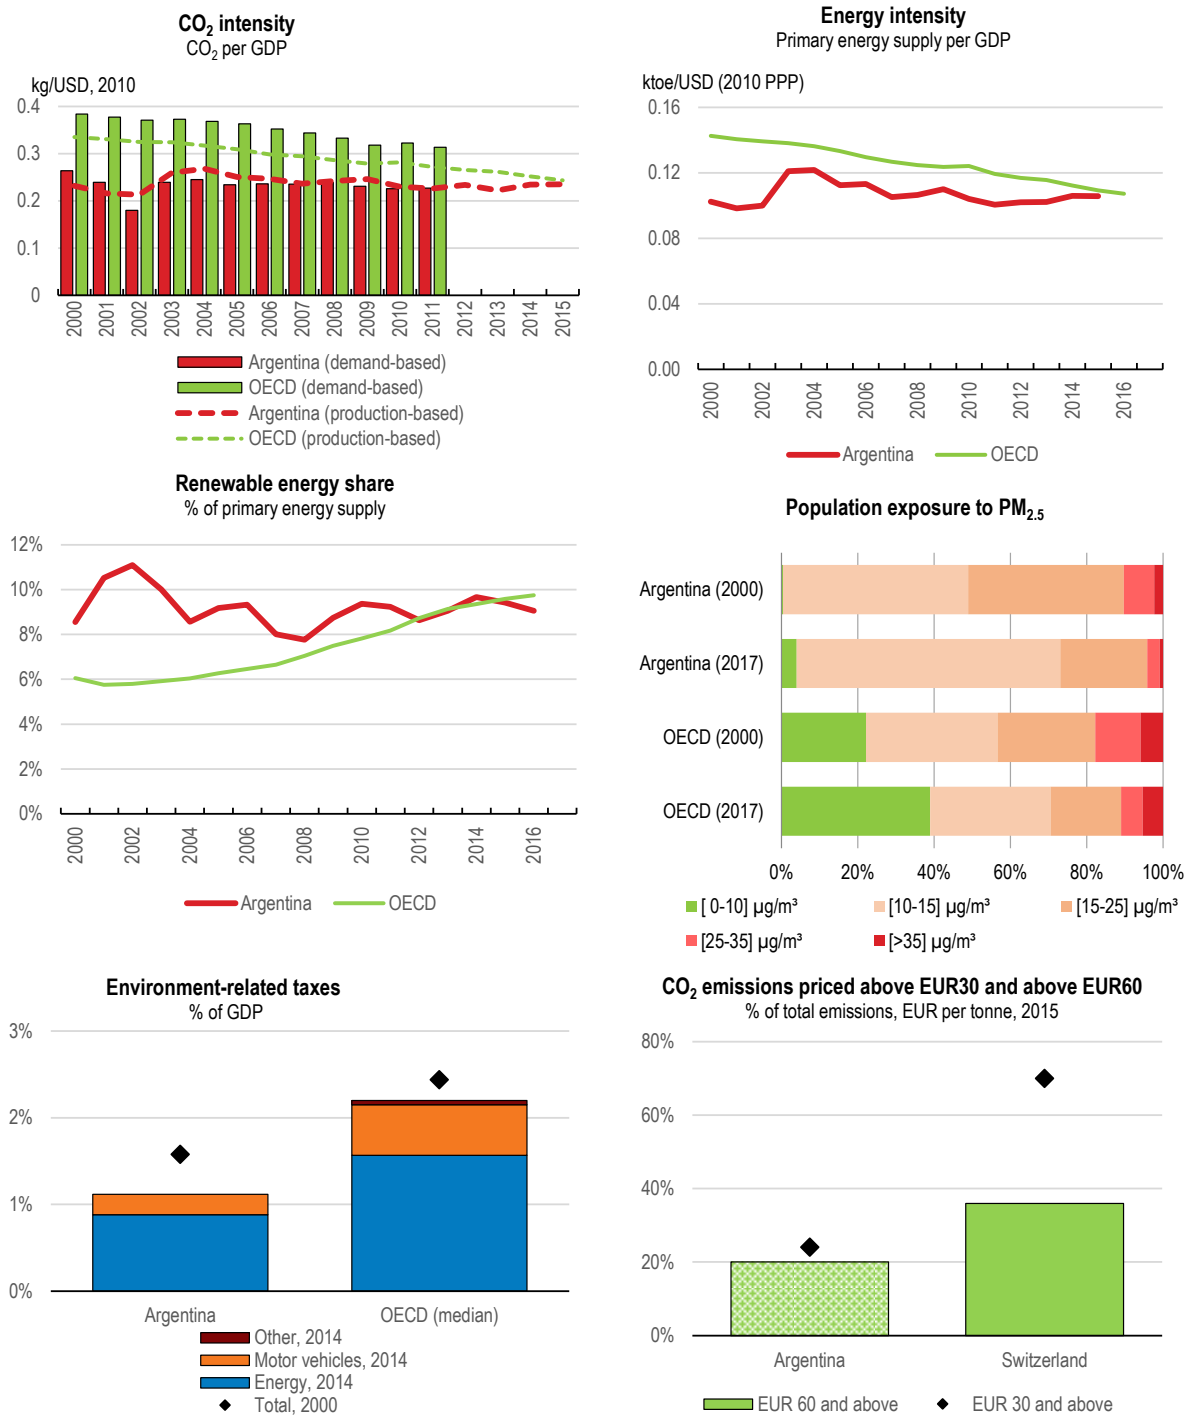 CO₂ intensity
CO₂ per GDP
kg/USD, 2010
0.4
0.3
0.2
0.1
0
2000
2001
2002
2003
2004
2005
2006
2007
2008
2009
2010
2011
2012
2013
2014
2015
Argentina (demand-based)
OECD (demand-based)
Argentina (production-based)
OECD (production-based)
Energy intensity
Primary energy supply per GDP
ktoe/USD (2010 PPP)
0.16
0.12
0.08
0.04
0.00
2000
2002
2004
2006
2008
2010
2012
2014
2016
Argentina
OECD
Renewable energy share
% of primary energy supply
12%
10%
8%
6%
4%
2%
0%
2000
2002
2004
2006
2008
2010
2012
2014
2016
Argentina
OECD
Population exposure to PM₂.₅
Argentina (2000)
Argentina (2017)
OECD (2000)
OECD (2017)
0%
20%
40%
60%
80%
100%
[ 0-10] µg/m³
[10-15] µg/m³
[15-25] µg/m³
[25-35] µg/m³
[>35] µg/m³
Environment-related taxes
% of GDP
3%
2%
1%
0%
Argentina
OECD (median)
Other, 2014
Motor vehicles, 2014
Energy, 2014
Total, 2000
CO₂ emissions priced above EUR30 and above EUR60
% of total emissions, EUR per tonne, 2015
80%
60%
40%
20%
0%
Argentina
Switzerland
EUR 60 and above
EUR 30 and above